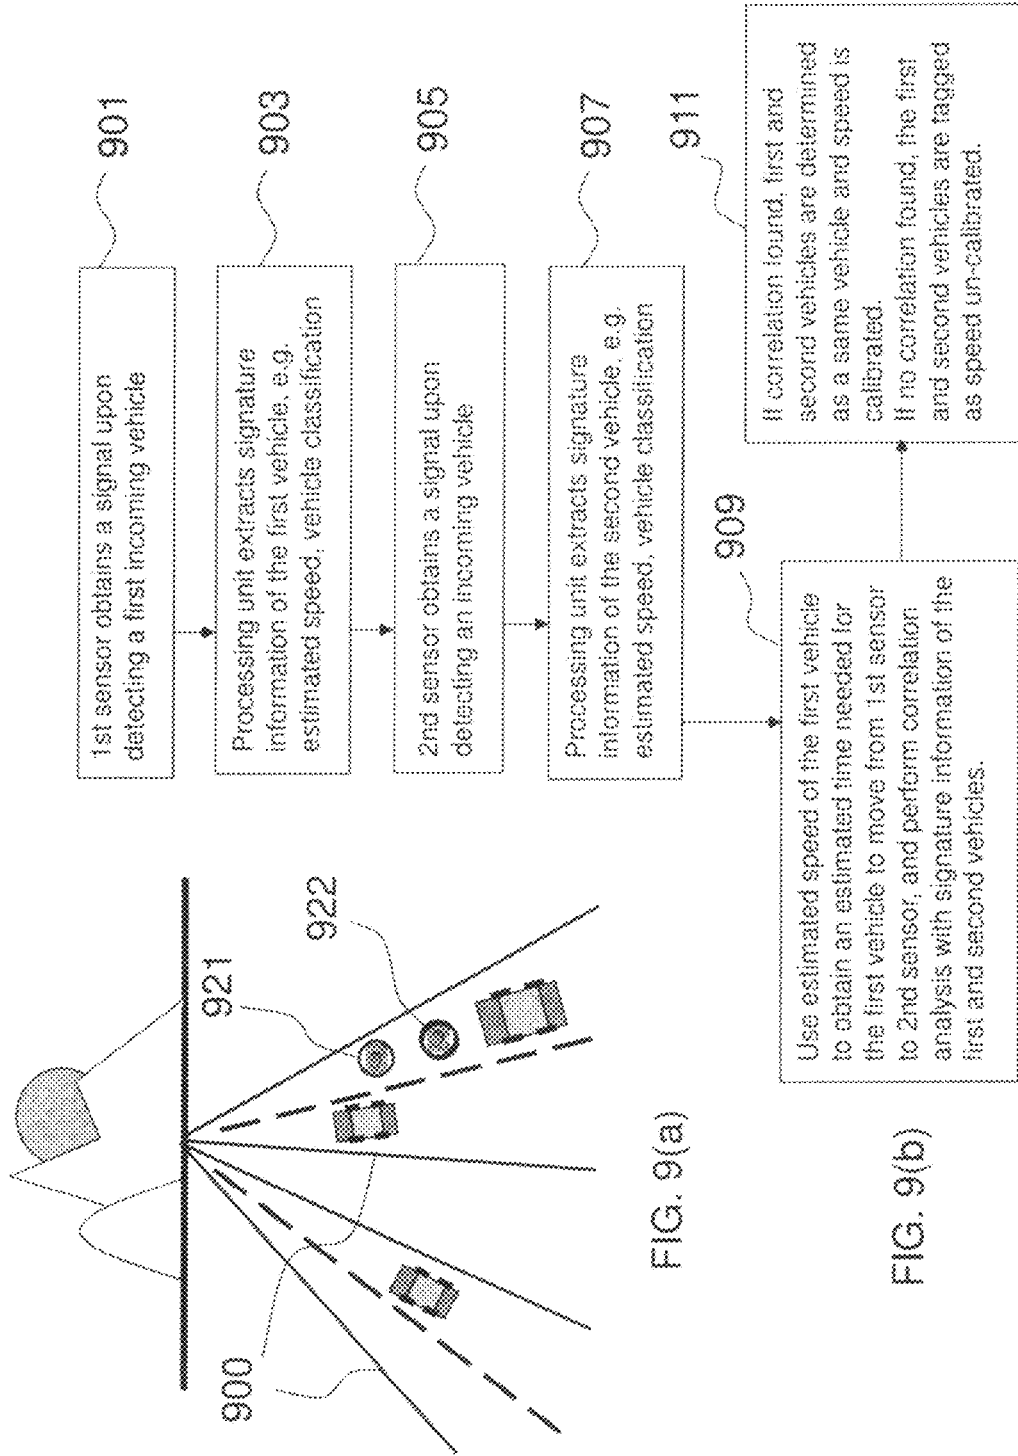 900
921
922
FIG. 9(a)
1st sensor obtains a signal upon
detecting a first incoming vehicle
901
Processing unit extracts signature
information of the first vehicle, e.g.
estimated speed, vehicle classification
903
2nd sensor obtains a signal upon
detecting an incoming vehicle
905
Processing unit extracts signature
information of the second vehicle, e.g.
estimated speed, vehicle classification
907
Use estimated speed of the first vehicle
to obtain an estimated time needed for
the first vehicle to move from 1st sensor
to 2nd sensor, and perform correlation
analysis with signature information of the
first and second vehicles.
909
If correlation found, first and
second vehicles are determined
as a same vehicle and speed is
calibrated.
If no correlation found, the first
and second vehicles are tagged
as speed un-calibrated.
911
FIG. 9(b)